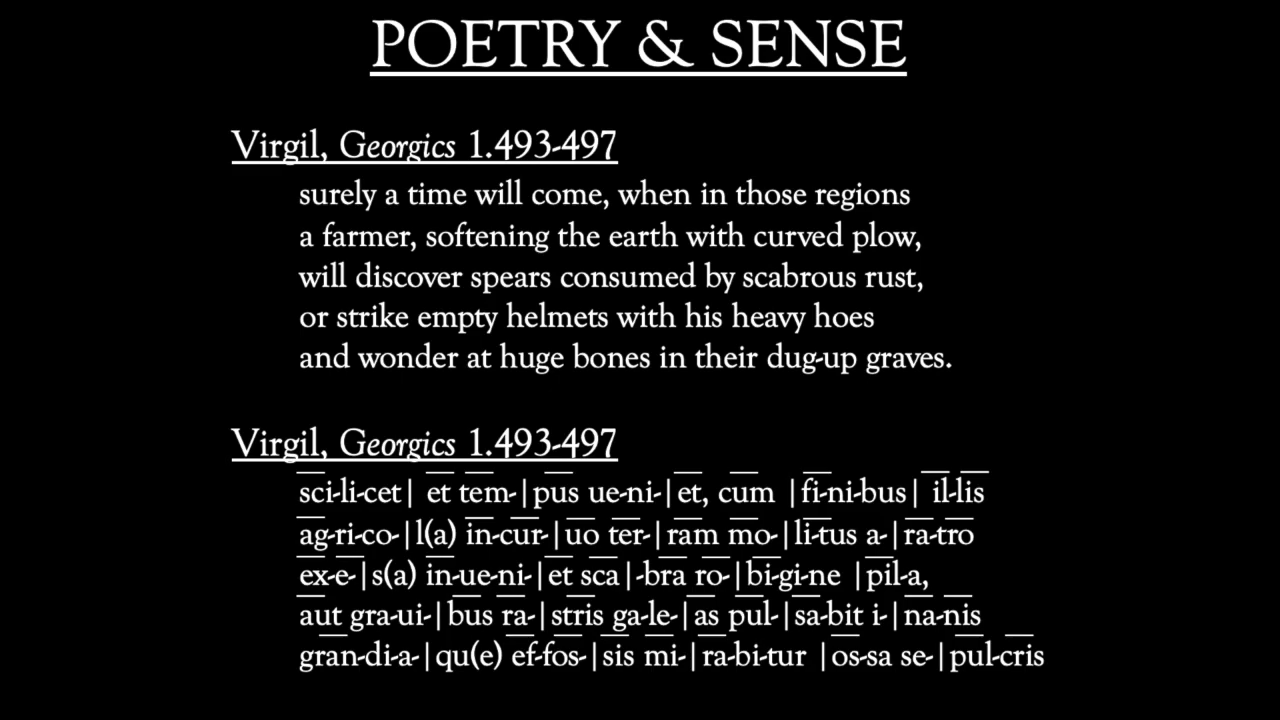 POETRY & SENSE
Virgil, Georgics 1.493-497
surely a time will come, when in those regions
a farmer, softening the earth with curved plow,
will discover spears consumed by scabrous rust,
or strike empty helmets with his heavy hoes
and wonder at huge bones in their dug-up graves.
Virgil, Georgics 1.493-497
sci-li-cet| et tem-|pus ue-ni-|et, cum |fi-ni-bus| il-lis
ag-ri-co-|l(a) in-cur-|uo ter-|ram mo-|li-tus a-|ra-tro
ex-e-|s(a) in-ue-ni-|et sca|-bra ro-|bi-gi-ne |pil-a,
aut gra-ui-|bus ra-|stris ga-le-|as pul-|sa-bit i-|na-nis
gran-di-a-|qu(e) ef-fos-|sis mi-|ra-bi-tur |os-sa se-|pul-cris